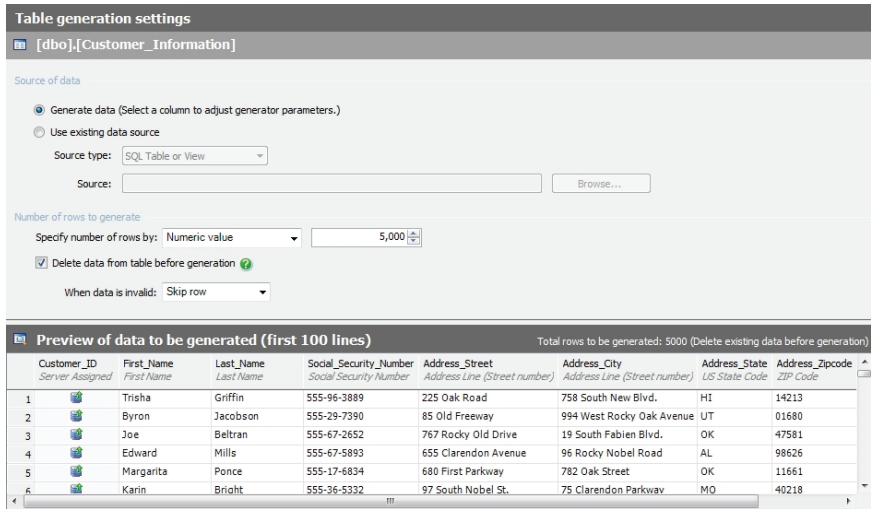 Table generation settings
[dbo].[Customer_Information]
Source of data
Generate data (Select a column to adjust generator parameters.)
Use existing data source
Source type: SQL Table or View
Source: Browse...
Number of rows to generate
Specify number of rows by: Numeric value 5,000
Delete data from table before generation
When data is invalid: Skip row
Preview of data to be generated (first 100 lines) Total rows to be generated: 5000 (Delete existing data before generation)
Customer_ID First_Name Last_Name Social_Security_Number Address_Street Address_City Address_State Address_Zipcode
Server Assigned First Name Last Name Social Security Number Address Line (Street number) Address Line (Street number) US State Code ZIP Code
1 Trisha Griffin 555-96-3889 225 Oak Road 758 South New Blvd. HI 14213
2 Byron Jacobson 555-29-7390 85 Old Freeway 994 West Rocky Oak Avenue UT 01680
3 Joe Beltran 555-67-2652 767 Rocky Old Drive 19 South Fabien Blvd. OK 47581
4 Edward Mills 555-67-5893 655 Clarendon Avenue 96 Rocky Nobel Road AL 98626
5 Margarita Ponce 555-17-6834 680 First Parkway 782 Oak Street OK 11661
6 Karin Bright 555-36-5332 97 South Nobel St. 75 Clarendon Parkway MO 40218